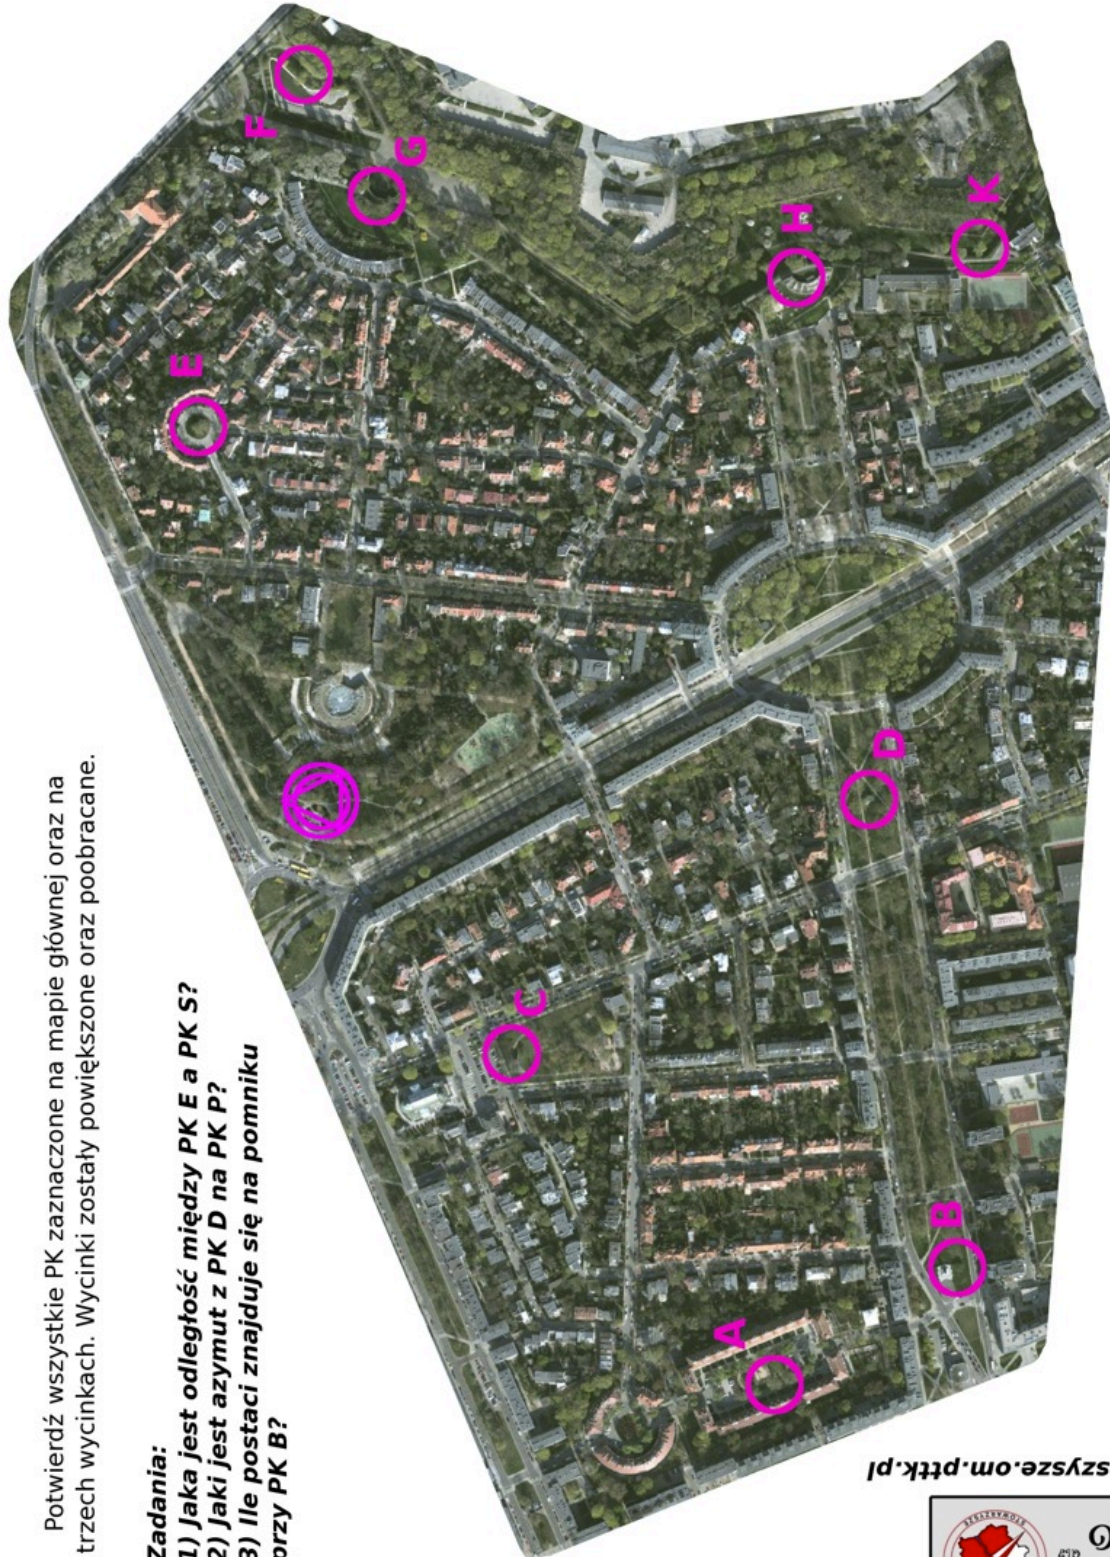 Potwierdź wszystkie PK zaznaczone na mapie głównej oraz na
trzech wycinkach. Wycinki zostały powiększone oraz poobracane.
Zadania:
1) Jaka jest odległość między PK E a PK S?
2) Jaki jest azymut z PK D na PK P?
3) Ile postaci znajduje się na pomniku
przy PK B?
F
G
E
H
K
D
C
B
A
szysze.om.pttk.pl